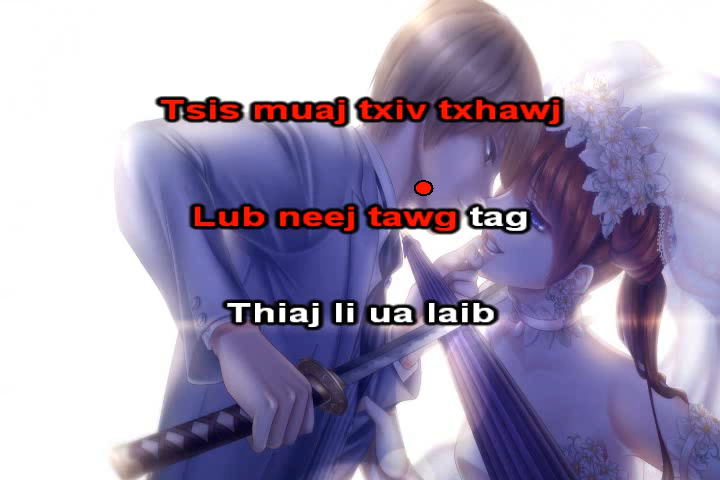 Tsis muaj txiv txhawj
Lub neej tawg tag
Thiaj li ua laib